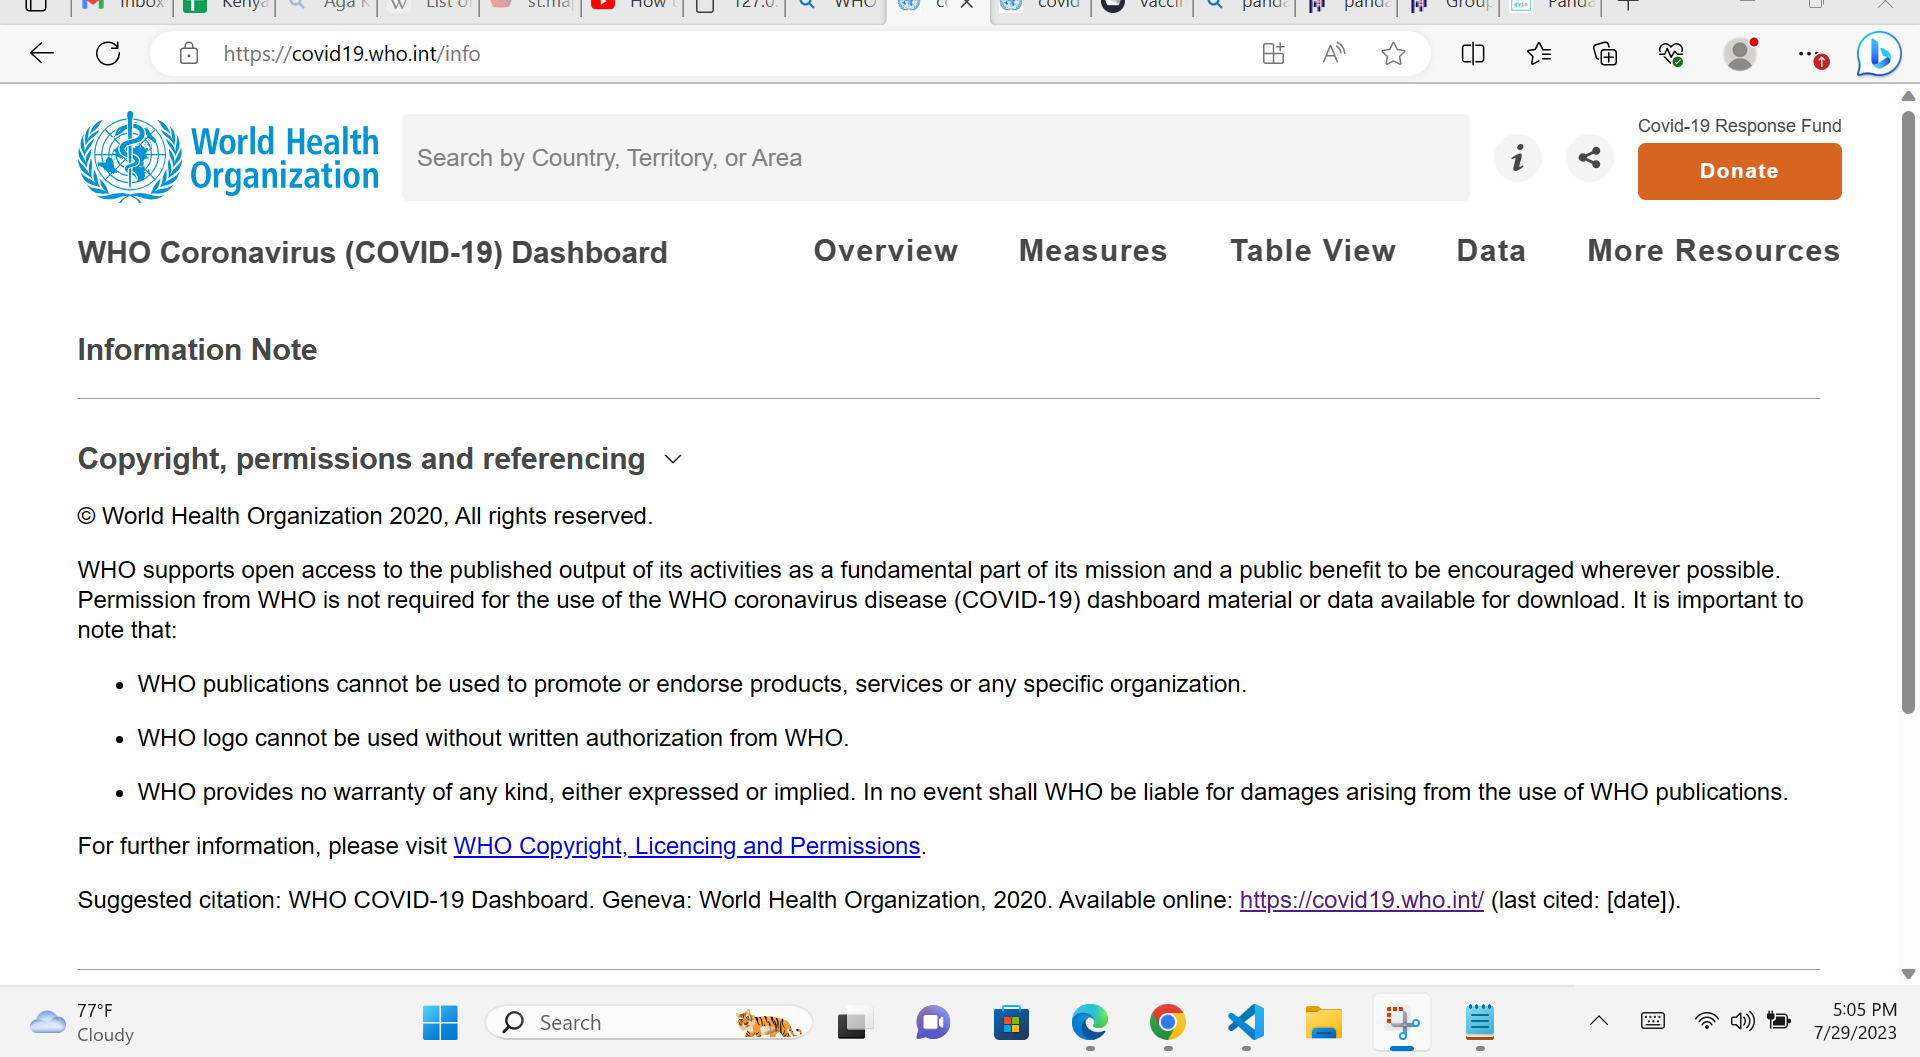 Inbox
Kenya
Aga K
List of
st.map
How t
127.0.
WHO
covid
vaccin
panda
panda
Group
Panda
https://covid19.who.int/info
World Health
Organization
Search by Country, Territory, or Area
Covid-19 Response Fund
Donate
WHO Coronavirus (COVID-19) Dashboard
Overview
Measures
Table View
Data
More Resources
Information Note
Copyright, permissions and referencing
© World Health Organization 2020, All rights reserved.
WHO supports open access to the published output of its activities as a fundamental part of its mission and a public benefit to be encouraged wherever possible.
Permission from WHO is not required for the use of the WHO coronavirus disease (COVID-19) dashboard material or data available for download. It is important to
note that:
• WHO publications cannot be used to promote or endorse products, services or any specific organization.
• WHO logo cannot be used without written authorization from WHO.
• WHO provides no warranty of any kind, either expressed or implied. In no event shall WHO be liable for damages arising from the use of WHO publications.
For further information, please visit WHO Copyright, Licencing and Permissions.
Suggested citation: WHO COVID-19 Dashboard. Geneva: World Health Organization, 2020. Available online: https://covid19.who.int/ (last cited: [date]).
77°F
Cloudy
Search
5:05 PM
7/29/2023